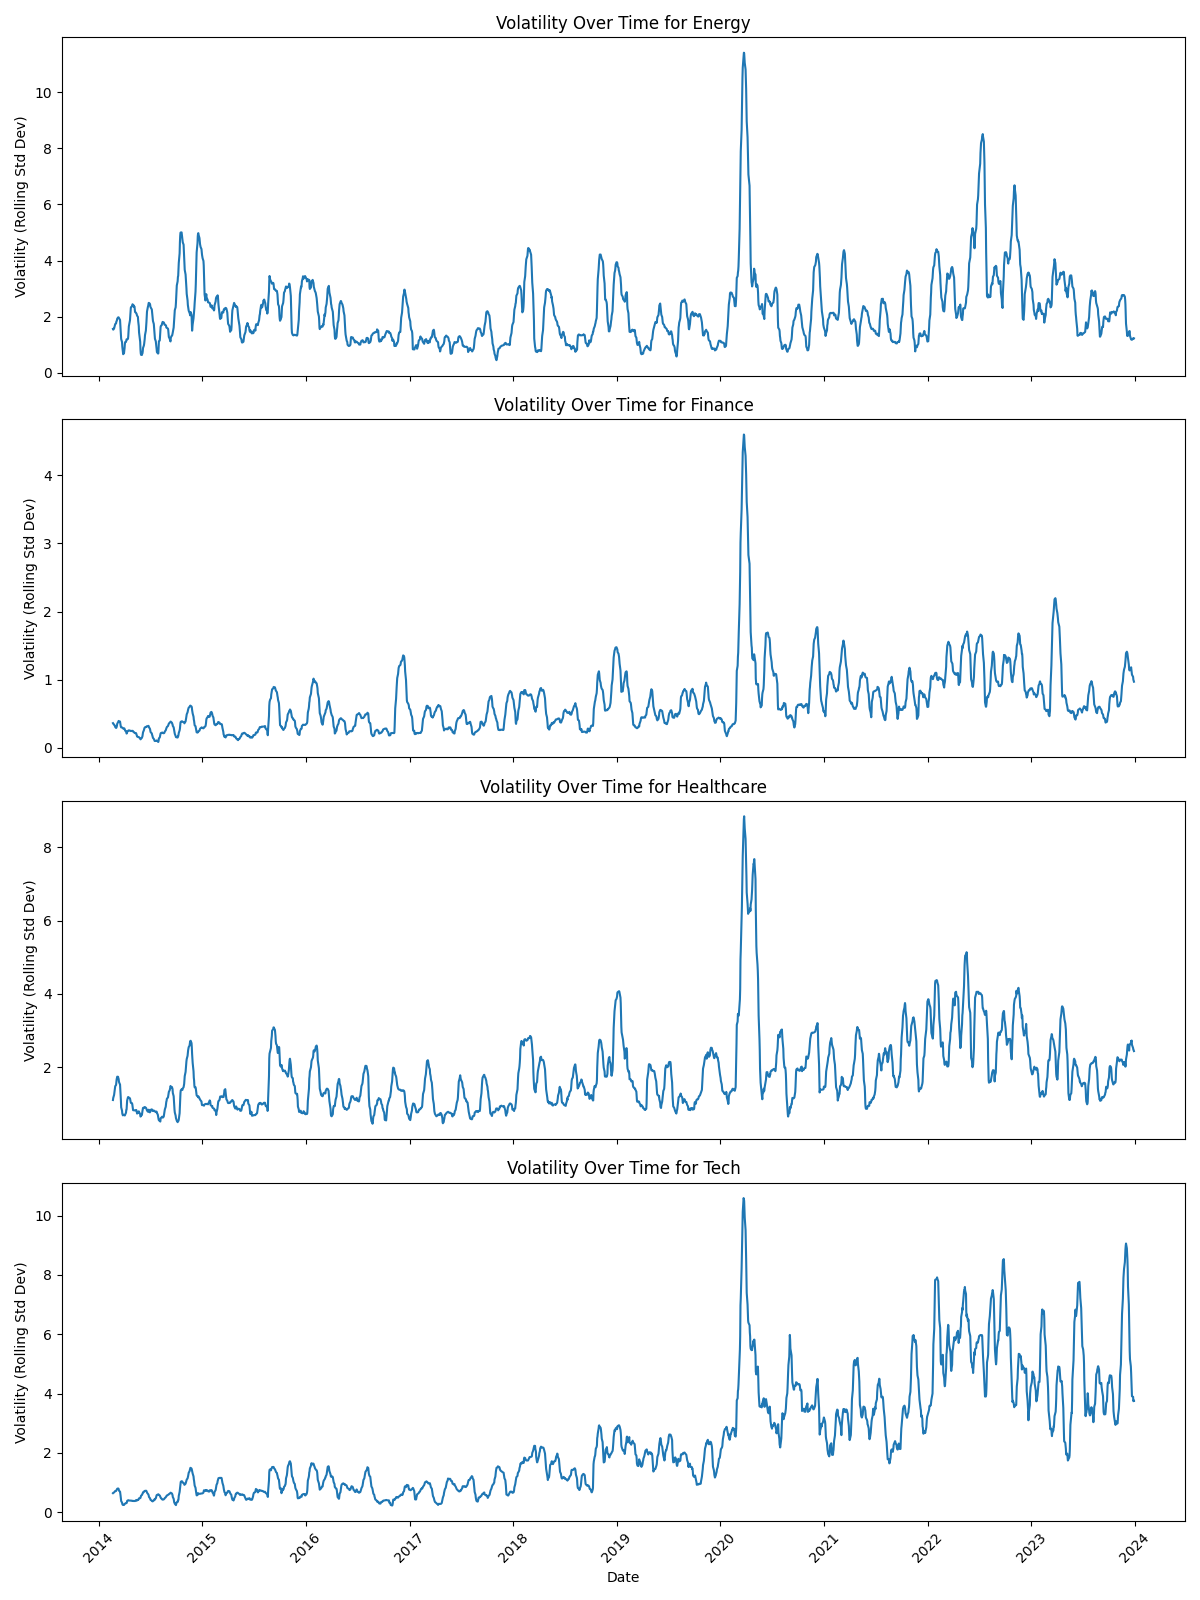 Volatility Over Time for Energy
Volatility (Rolling Std Dev)
10
8
6
4
2
0
Volatility Over Time for Finance
Volatility (Rolling Std Dev)
4
3
2
1
0
Volatility Over Time for Healthcare
Volatility (Rolling Std Dev)
8
6
4
2
Volatility Over Time for Tech
Volatility (Rolling Std Dev)
10
8
6
4
2
0
2014 2015 2016 2017 2018 2019 2020 2021 2022 2023 2024
Date